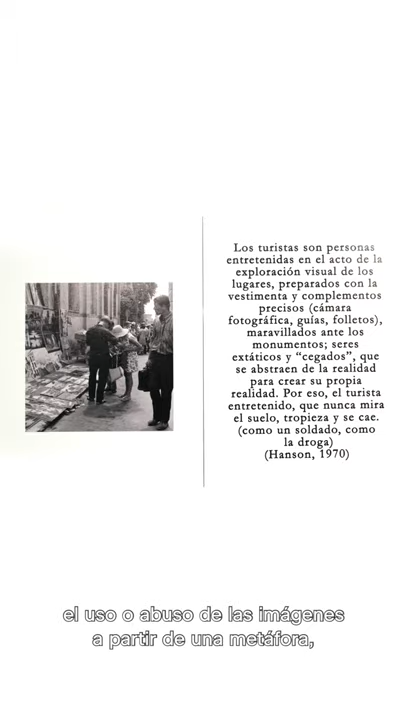 Los turistas son personas
entretenidas en el acto de la
exploración visual de los
lugares, preparados con la
vestimenta y complementos
precisos (cámara
fotográfica, guías, folletos),
maravillados ante los
monumentos; seres
extáticos y “cegados”, que
se abstraen de la realidad
para crear su propia
realidad. Por eso, el turista
entretenido, que nunca mira
el suelo, tropieza y se cae.
(como un soldado, como
la droga)
(Hanson, 1970)
el uso o abuso de las imágenes
a partir de una metáfora,